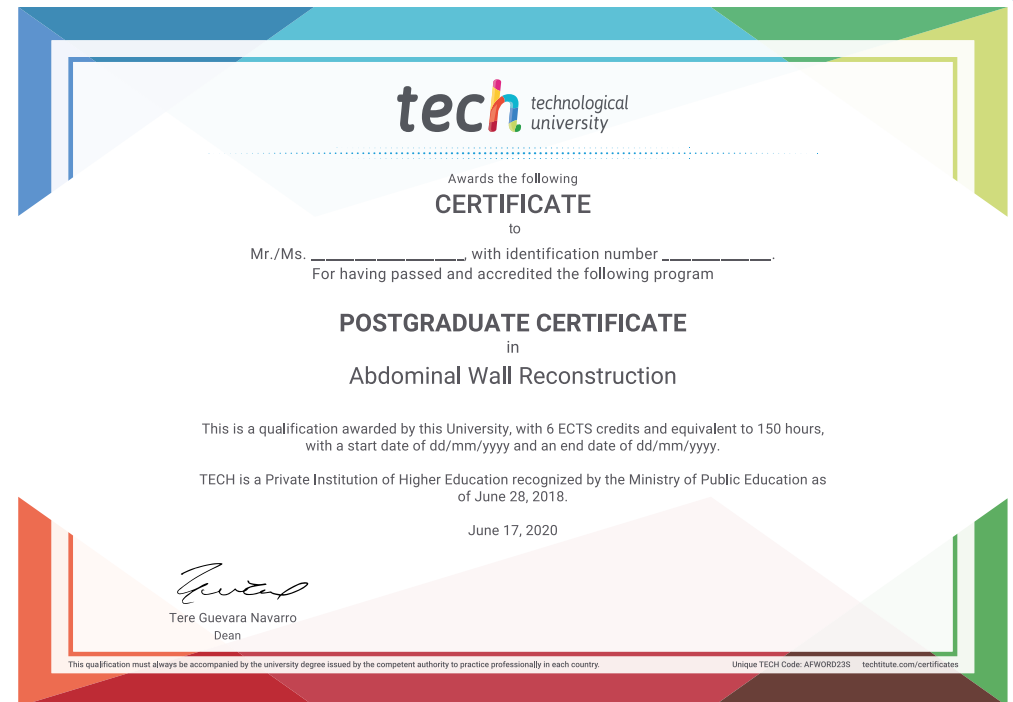 tech technological
university
Awards the following
CERTIFICATE
to
Mr./Ms. ________________, with identification number ____________.
For having passed and accredited the following program
POSTGRADUATE CERTIFICATE
in
Abdominal Wall Reconstruction
This is a qualification awarded by this University, with 6 ECTS credits and equivalent to 150 hours,
with a start date of dd/mm/yyyy and an end date of dd/mm/yyyy.
TECH is a Private Institution of Higher Education recognized by the Ministry of Public Education as
of June 28, 2018.
June 17, 2020
Tere Guevara Navarro
Dean
This qualification must always be accompanied by the university degree issued by the competent authority to practice professionally in each country.
Unique TECH Code: AFWORD23S techtitute.com/certificates